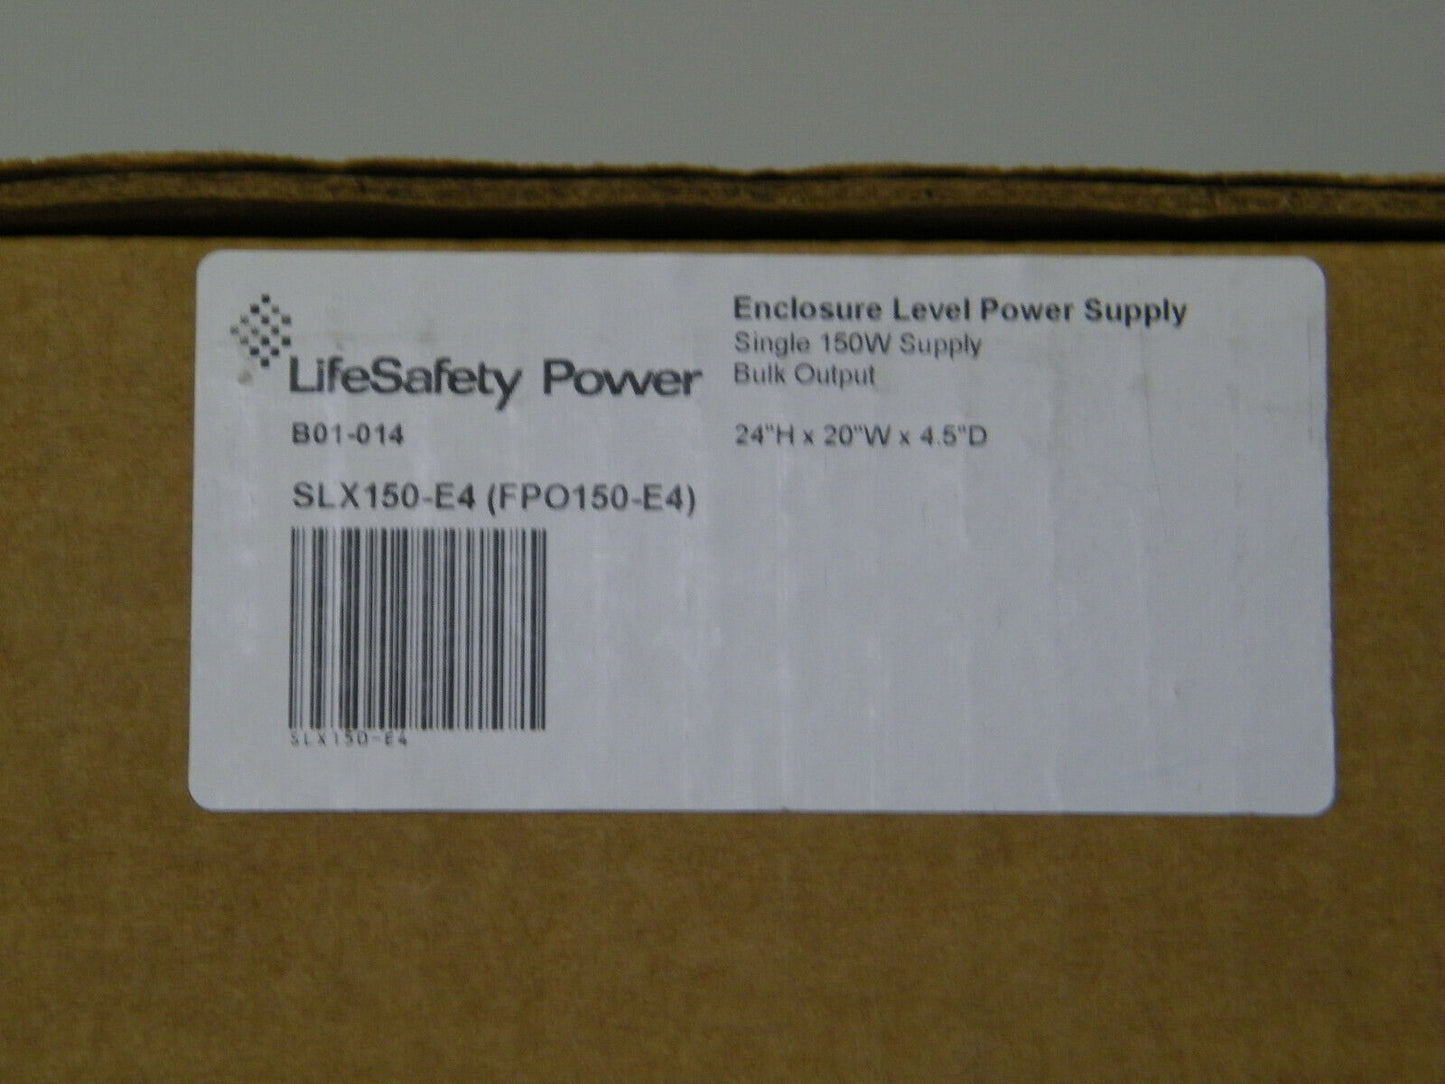 LifeSafety Power
B01-014
SLX150-E4 (FPO150-E4)
SLX150-E4
Enclosure Level Power Supply
Single 150W Supply
Bulk Output
24"H x 20"W x 4.5"D